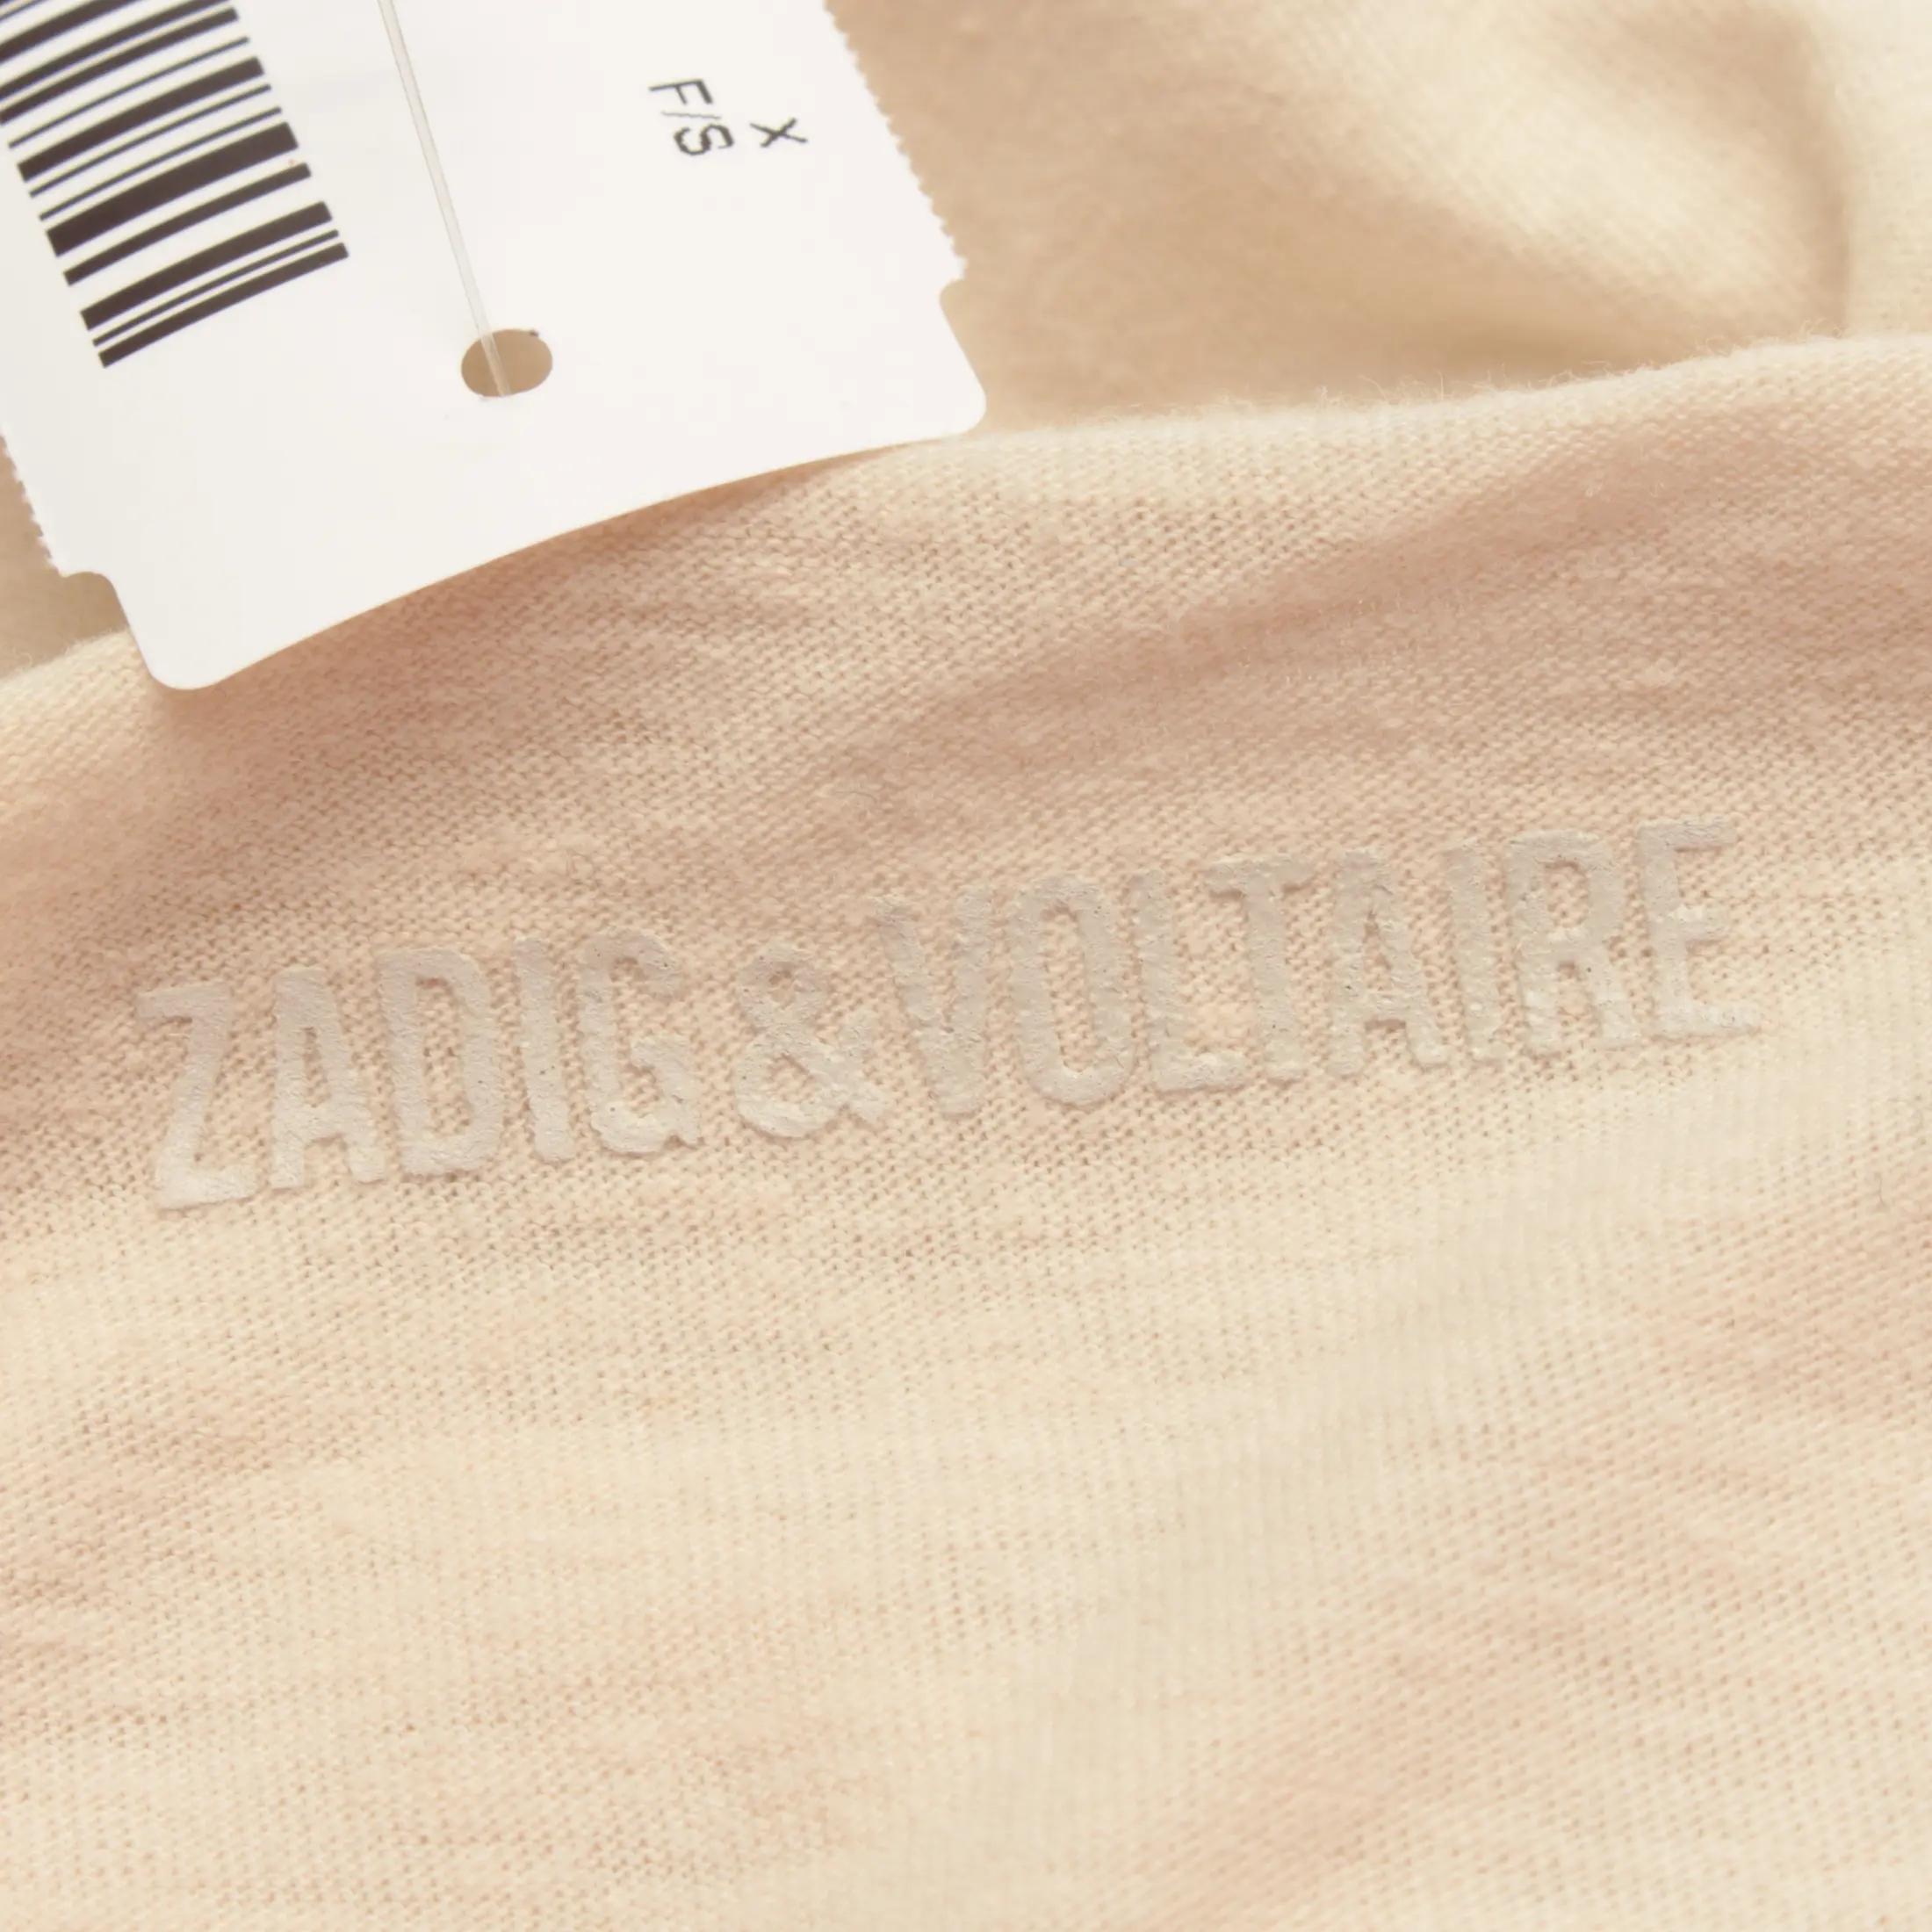 X
F/S
ZADIG & VOLTAIRE